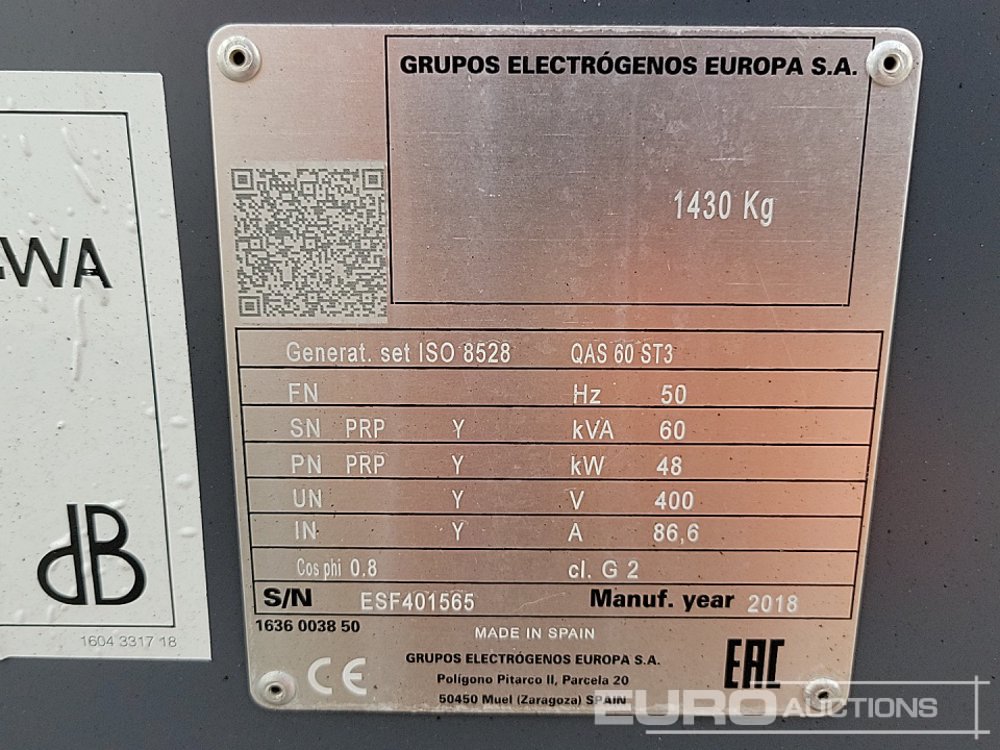 GRUPOS ELECTRÓGENOS EUROPA S.A.
1430 Kg
Generat. set ISO 8528 QAS 60 ST3
FN Hz 50
SN PRP Y kVA 60
PN PRP Y kW 48
UN Y V 400
IN Y A 86,6
Cos phi 0.8 cl. G 2
S/N ESF401565 Manuf. year 2018
1636 0038 50
MADE IN SPAIN
GRUPOS ELECTRÓGENOS EUROPA S.A.
Polígono Pitarco II, Parcela 20
50450 Muel (Zaragoza) SPAIN
CE
EAC
WA
dB
1604 3317 18
EURO AUCTIONS